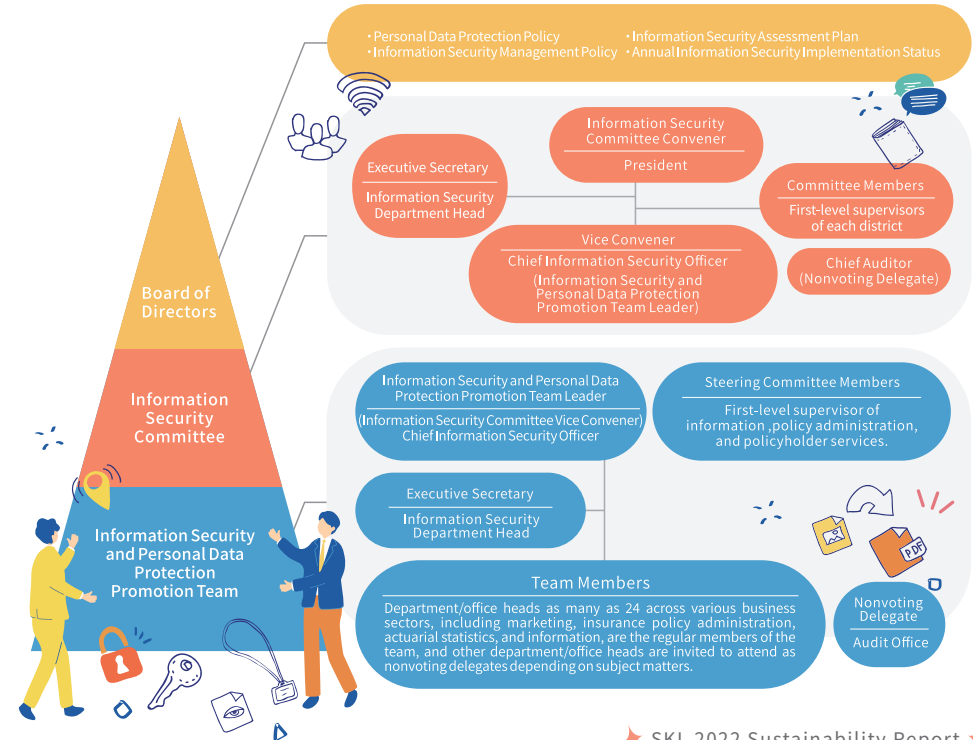 • Personal Data Protection Policy
• Information Security Assessment Plan
• Information Security Management Policy
• Annual Information Security Implementation Status
Information Security
Committee Convener
President
Executive Secretary
Information Security
Department Head
Committee Members
First-level supervisors
of each district
Vice Convener
Chief Information Security Officer
(Information Security and
Personal Data Protection
Promotion Team Leader)
Chief Auditor
(Nonvoting Delegate)
Board of
Directors
Information
Security
Committee
Information Security
and Personal Data
Protection
Promotion Team
Information Security and Personal Data
Protection Promotion Team Leader
(Information Security Committee Vice Convener)
Chief Information Security Officer
Steering Committee Members
First-level supervisor of
information ,policy administration,
and policyholder services.
Executive Secretary
Information Security
Department Head
PDF
Team Members
Department/office heads as many as 24 across various business
sectors, including marketing, insurance policy administration,
actuarial statistics, and information, are the regular members of the
team, and other department/office heads are invited to attend as
nonvoting delegates depending on subject matters.
Nonvoting
Delegate
Audit Office
SKL 2022 Sustainability Report